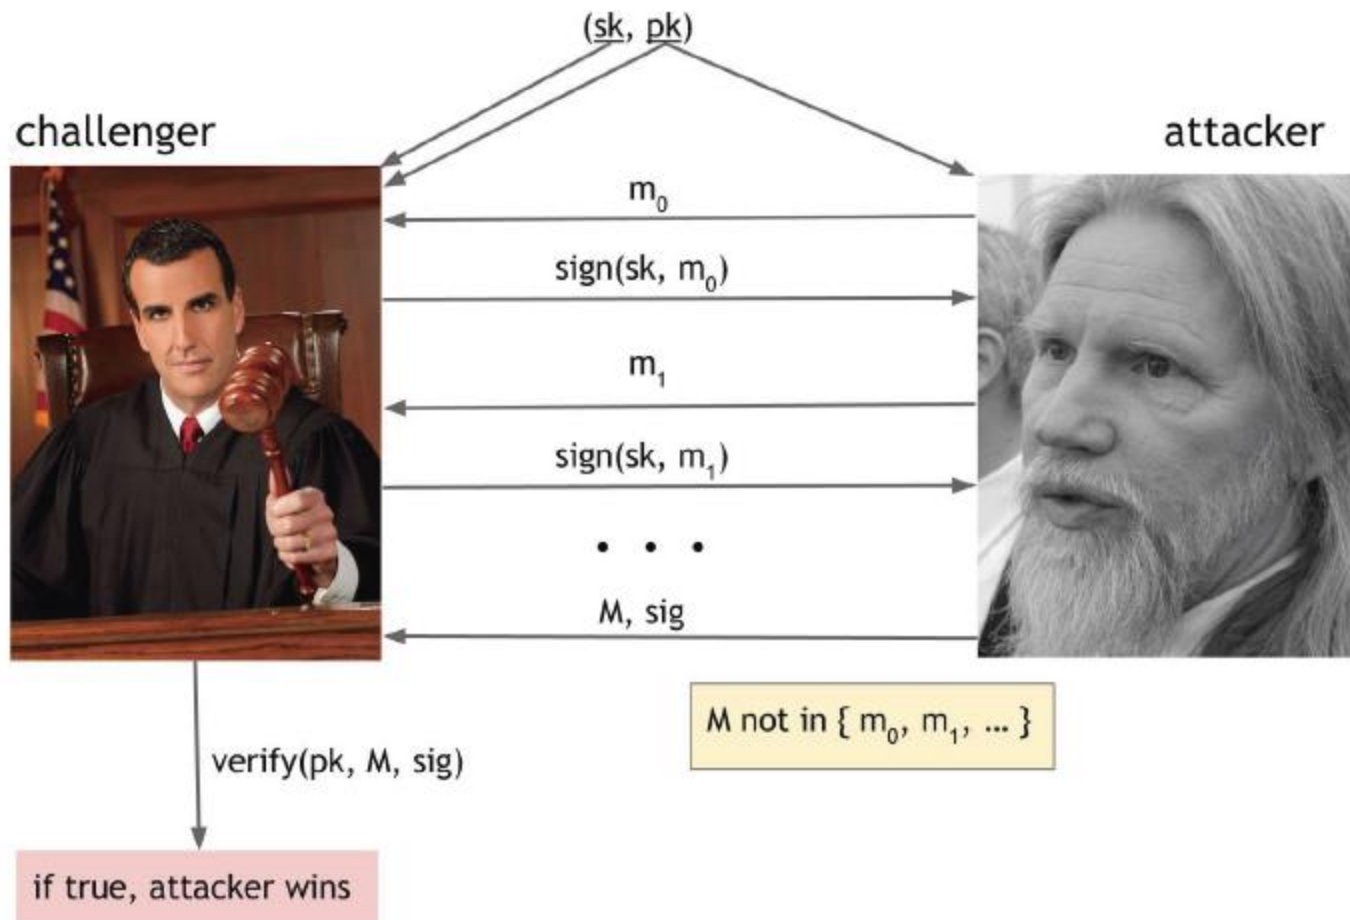 (sk, pk)
challenger
attacker
m₀
sign(sk, m₀)
m₁
sign(sk, m₁)
. . .
M, sig
M not in { m₀, m₁, ... }
verify(pk, M, sig)
if true, attacker wins